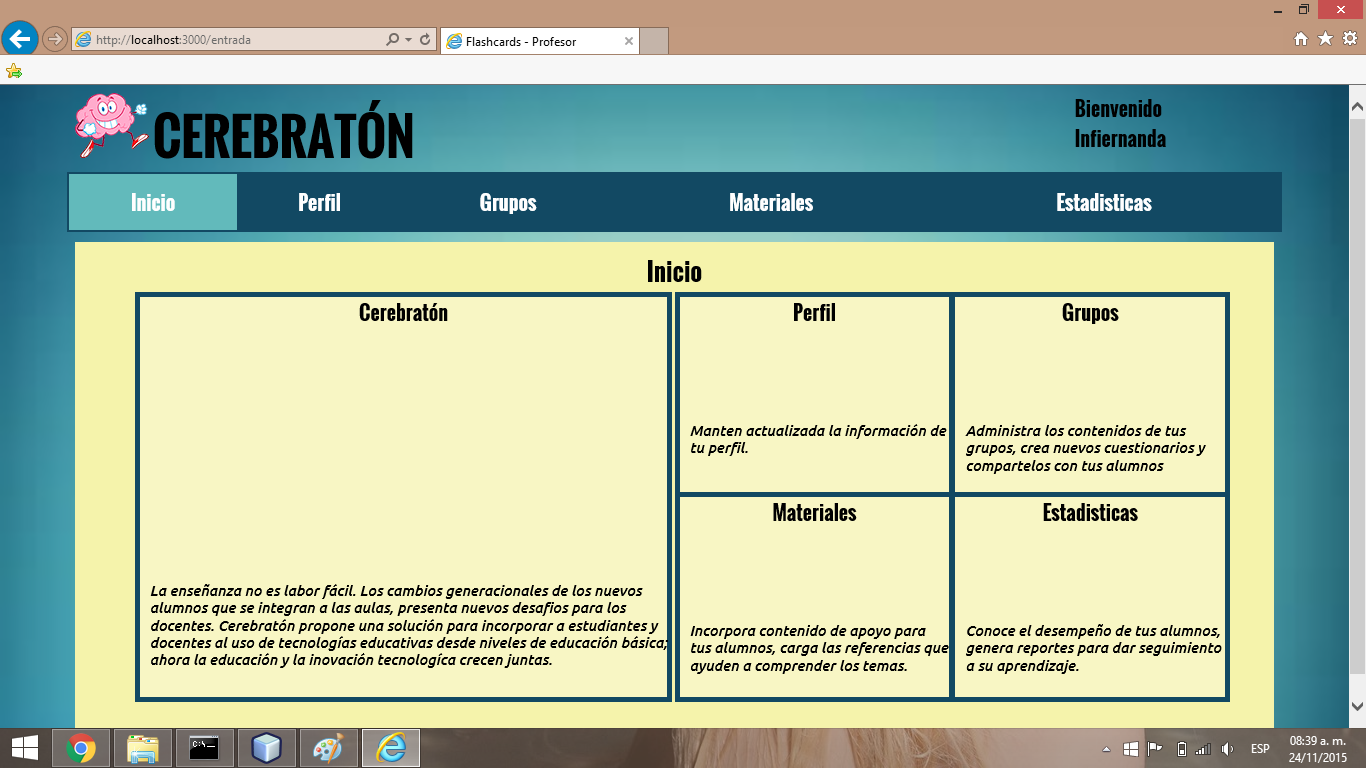 http://localhost:3000/entrada
Flashcards - Profesor
CEREBRATÓN
Bienvenido
Infiernanda
Inicio
Perfil
Grupos
Materiales
Estadisticas
Inicio
Cerebratón
La enseñanza no es labor fácil. Los cambios generacionales de los nuevos
alumnos que se integran a las aulas, presenta nuevos desafios para los
docentes. Cerebratón propone una solución para incorporar a estudiantes y
docentes al uso de tecnologías educativas desde niveles de educación básica;
ahora la educación y la inovación tecnologíca crecen juntas.
Perfil
Manten actualizada la información de
tu perfil.
Grupos
Administra los contenidos de tus
grupos, crea nuevos cuestionarios y
compartelos con tus alumnos
Materiales
Incorpora contenido de apoyo para
tus alumnos, carga las referencias que
ayuden a comprender los temas.
Estadisticas
Conoce el desempeño de tus alumnos,
genera reportes para dar seguimiento
a su aprendizaje.
C:\_
ESP
08:39 a. m.
24/11/2015